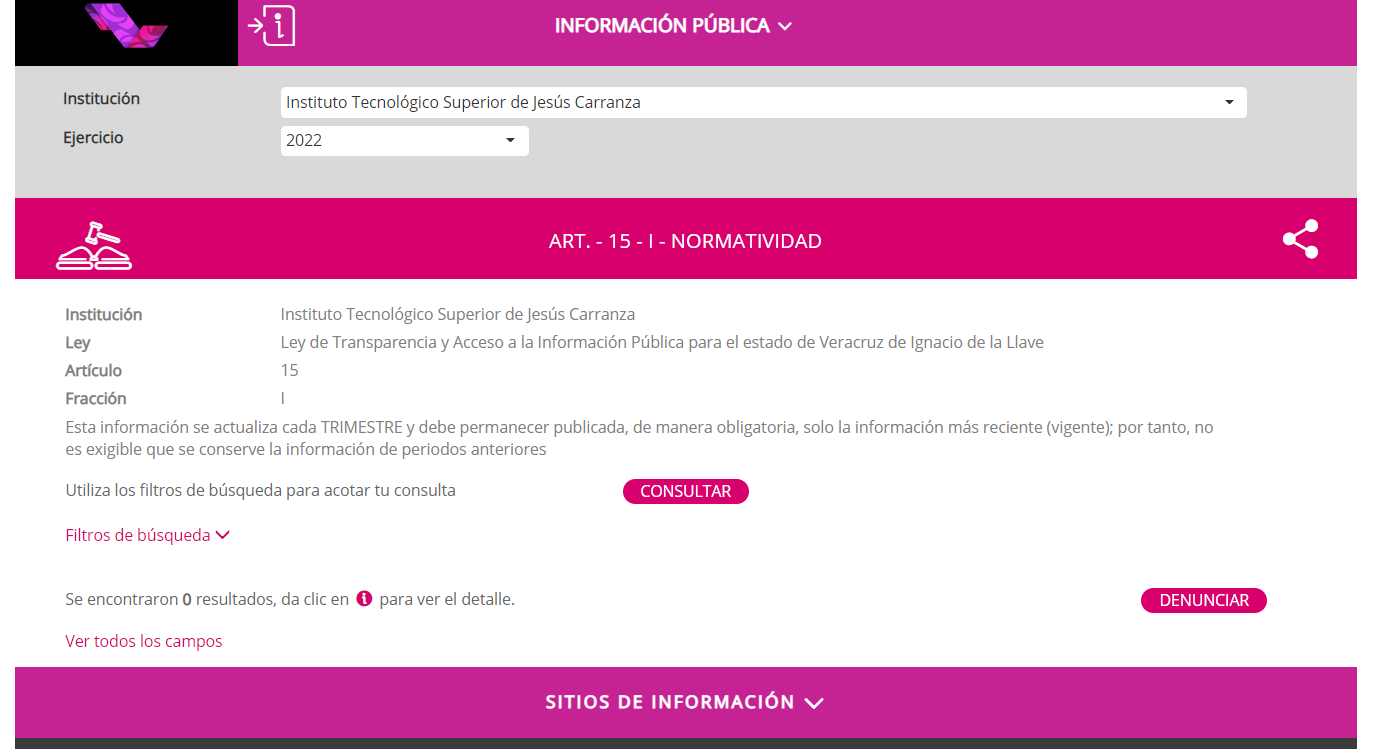 INFORMACIÓN PÚBLICA
Institución
Instituto Tecnológico Superior de Jesús Carranza
Ejercicio
2022
ART. - 15 - I - NORMATIVIDAD
Institución
Instituto Tecnológico Superior de Jesús Carranza
Ley
Ley de Transparencia y Acceso a la Información Pública para el estado de Veracruz de Ignacio de la Llave
Artículo
15
Fracción
I
Esta información se actualiza cada TRIMESTRE y debe permanecer publicada, de manera obligatoria, solo la información más reciente (vigente); por tanto, no
es exigible que se conserve la información de periodos anteriores
Utiliza los filtros de búsqueda para acotar tu consulta
CONSULTAR
Filtros de búsqueda
Se encontraron 0 resultados, da clic en i para ver el detalle.
DENUNCIAR
Ver todos los campos
SITIOS DE INFORMACIÓN